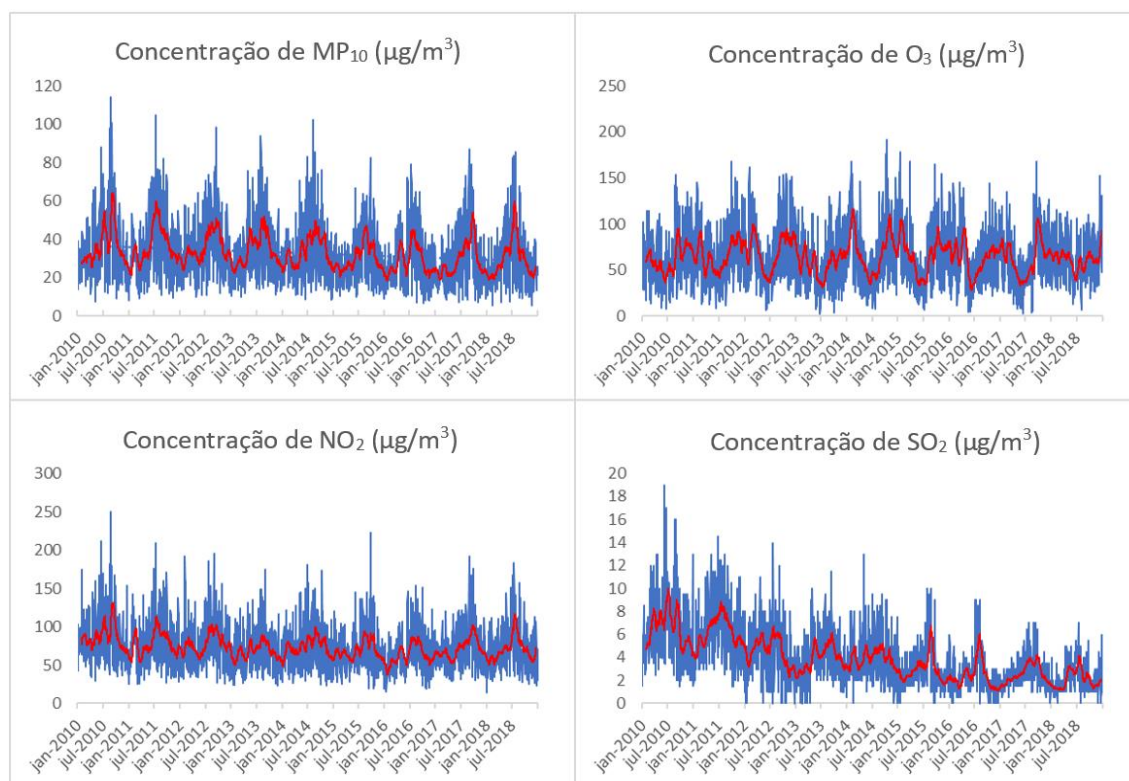 Concentração de MP₁₀ (µg/m³)
120
100
80
60
40
20
0
jan-2010
jul-2010
jan-2011
jul-2011
jan-2012
jul-2012
jan-2013
jul-2013
jan-2014
jul-2014
jan-2015
jul-2015
jan-2016
jul-2016
jan-2017
jul-2017
jan-2018
jul-2018
Concentração de O₃ (µg/m³)
250
200
150
100
50
0
jan-2010
jul-2010
jan-2011
jul-2011
jan-2012
jul-2012
jan-2013
jul-2013
jan-2014
jul-2014
jan-2015
jul-2015
jan-2016
jul-2016
jan-2017
jul-2017
jan-2018
jul-2018
Concentração de NO₂ (µg/m³)
300
250
200
150
100
50
0
jan-2010
jul-2010
jan-2011
jul-2011
jan-2012
jul-2012
jan-2013
jul-2013
jan-2014
jul-2014
jan-2015
jul-2015
jan-2016
jul-2016
jan-2017
jul-2017
jan-2018
jul-2018
Concentração de SO₂ (µg/m³)
20
18
16
14
12
10
8
6
4
2
0
jan-2010
jul-2010
jan-2011
jul-2011
jan-2012
jul-2012
jan-2013
jul-2013
jan-2014
jul-2014
jan-2015
jul-2015
jan-2016
jul-2016
jan-2017
jul-2017
jan-2018
jul-2018